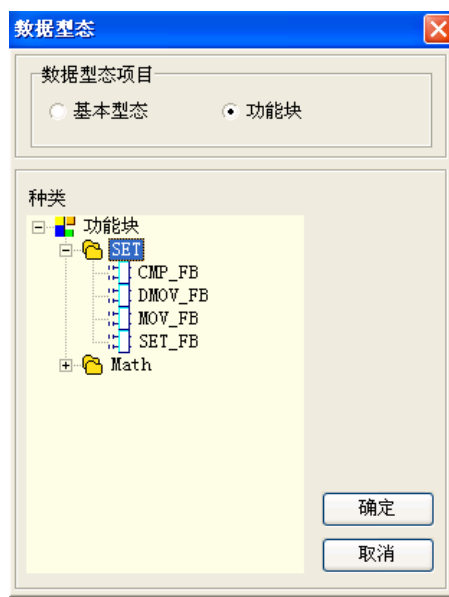 数据型态
数据型态项目
基本型态 功能块
种类
功能块
SET
CMP_FB
DMOV_FB
MOV_FB
SET_FB
Math
确定
取消